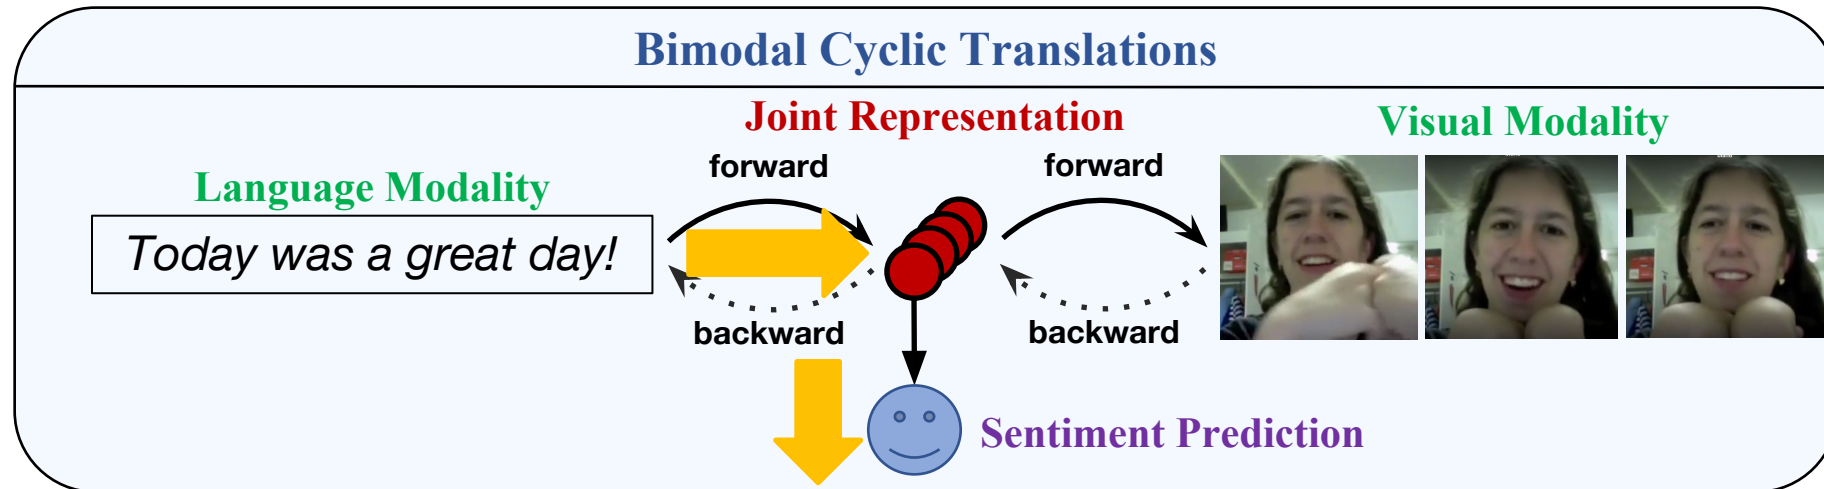 Bimodal Cyclic Translations
Joint Representation
Visual Modality
forward
forward
Language Modality
Today was a great day!
backward
backward
Sentiment Prediction